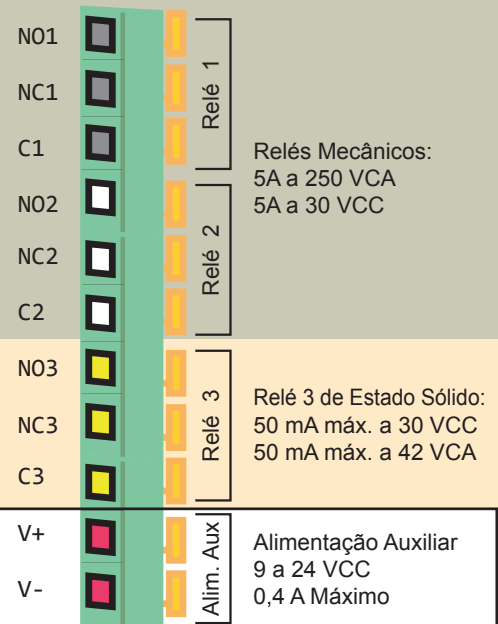 NO1
NC1
C1
Relé 1
NO2
NC2
C2
Relé 2
Relés Mecânicos:
5A a 250 VCA
5A a 30 VCC
NO3
NC3
C3
Relé 3
Relé 3 de Estado Sólido:
50 mA máx. a 30 VCC
50 mA máx. a 42 VCA
V+
V-
Alim. Aux
Alimentação Auxiliar
9 a 24 VCC
0,4 A Máximo